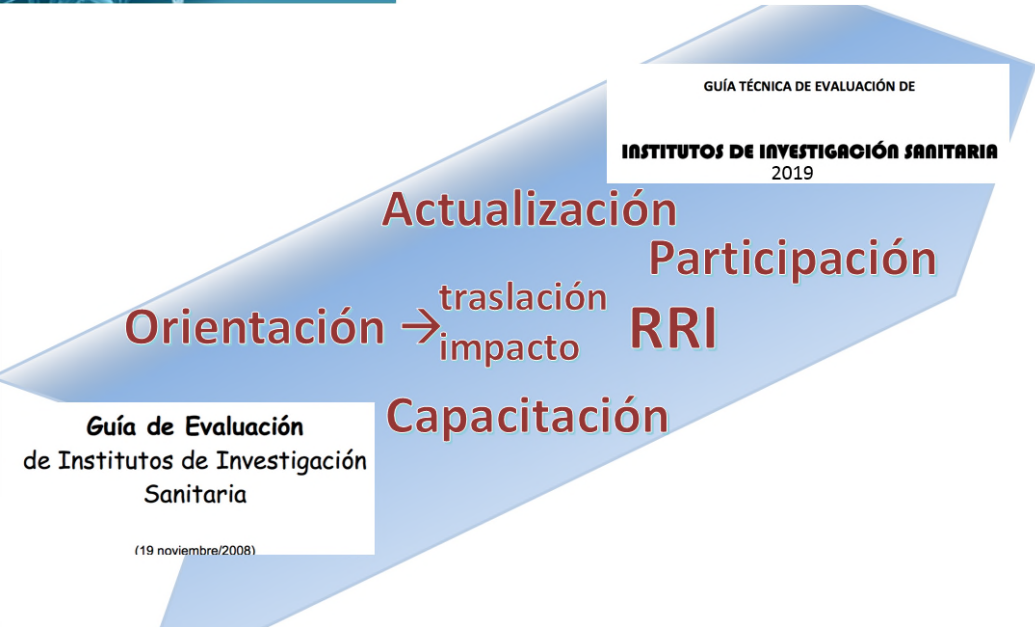 GUÍA TÉCNICA DE EVALUACIÓN DE
INSTITUTOS DE INVESTIGACIÓN SANITARIA
2019
Actualización
Participación
Orientación → traslación
impacto
RRI
Capacitación
Guía de Evaluación
de Institutos de Investigación
Sanitaria
(19 noviembre/2008)